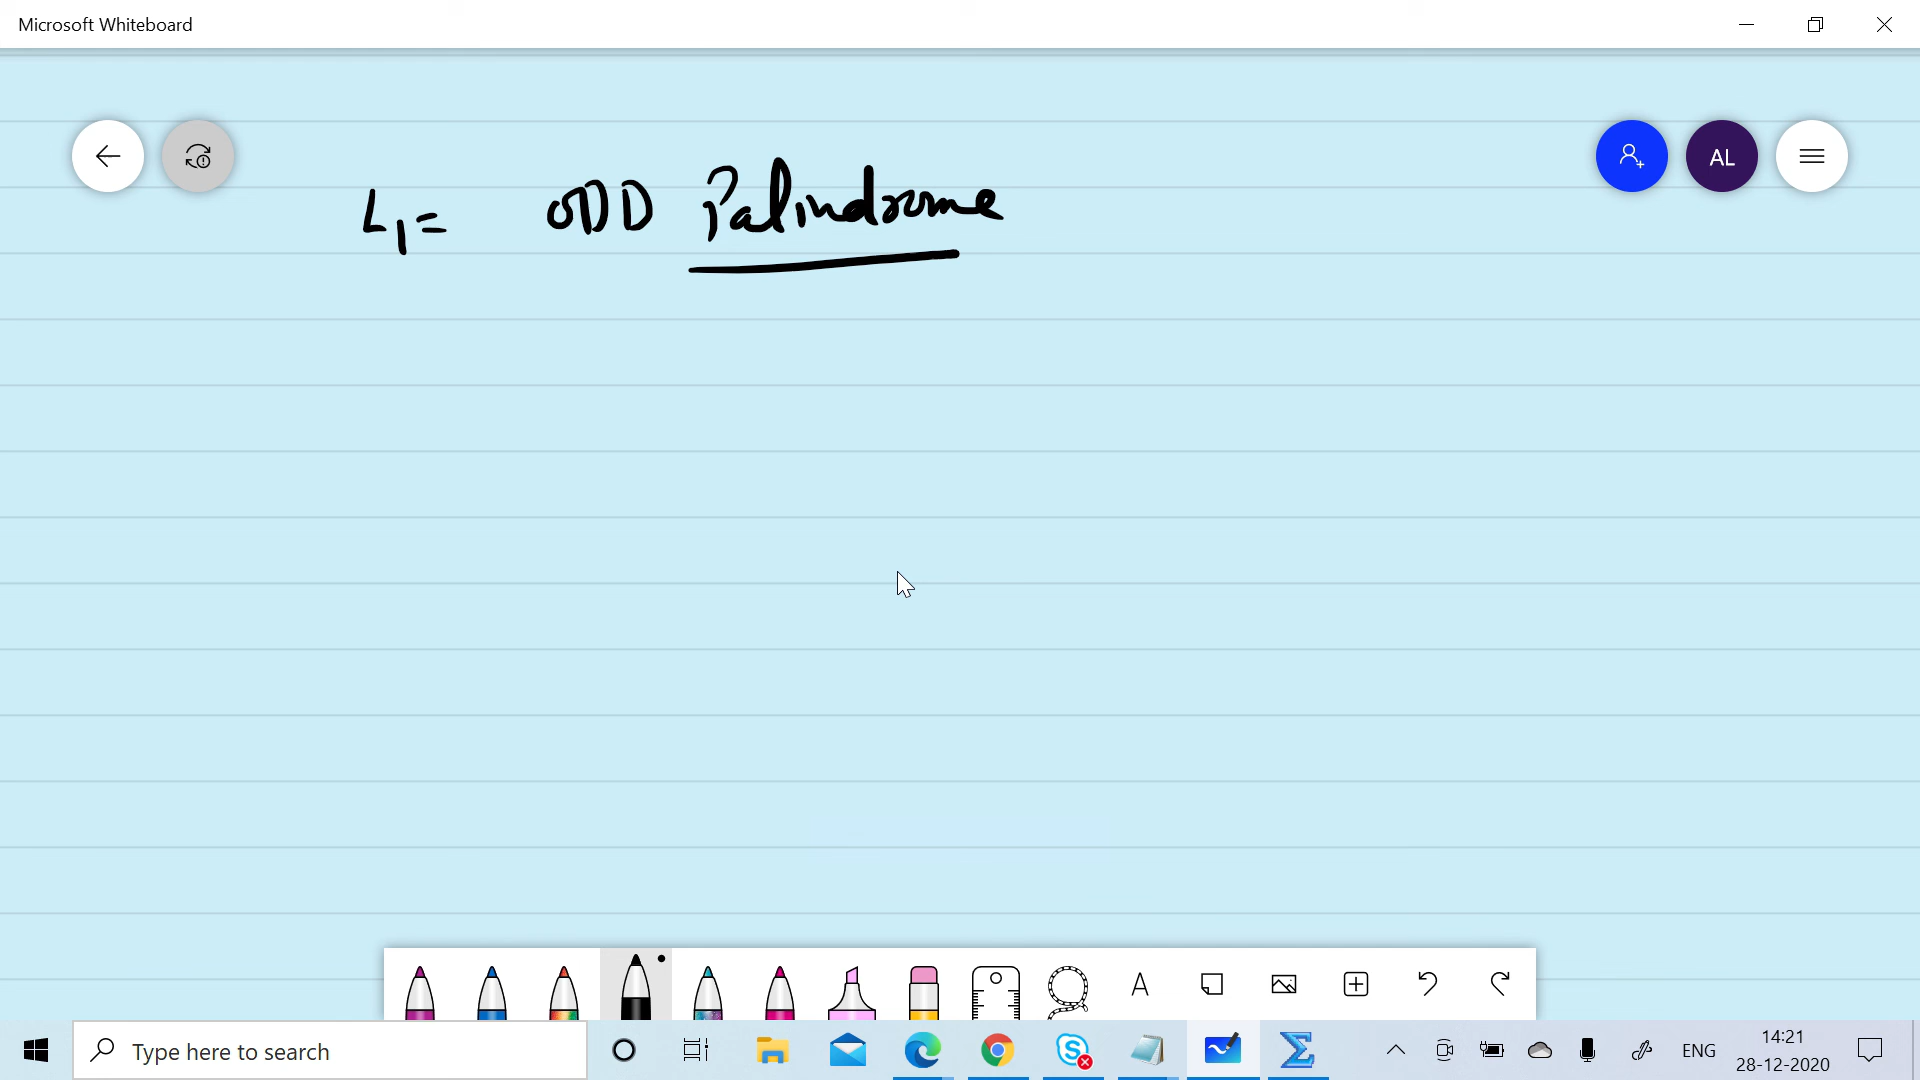 Microsoft Whiteboard
AL
L1= ODD Palindrome
A
Type here to search
ENG
14:21
28-12-2020